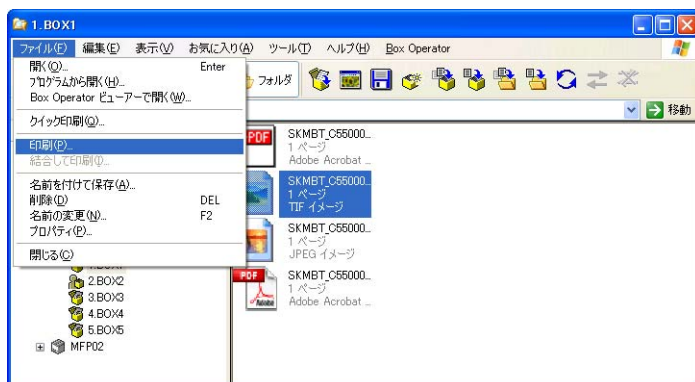 1.BOX1
ファイル(F) 編集(E) 表示(V) お気に入り(A) ツール(T) ヘルプ(H) Box Operator
開く(O)... Enter
プログラムから開く(H)...
Box Operator ビューアーで開く(W)...
クイック印刷(Q)...
印刷(P)...
結合して印刷(I)...
名前を付けて保存(A)...
削除(D) DEL
名前の変更(N)... F2
プロパティ(P)...
閉じる(C)
フォルダ
移動
PDF
SKMBT_C55000...
1 ページ
Adobe Acrobat ...
SKMBT_C55000...
1 ページ
TIF イメージ
SKMBT_C55000...
1 ページ
JPEG イメージ
PDF
Adobe
SKMBT_C55000...
1 ページ
Adobe Acrobat ...
1.BOX1
2.BOX2
3.BOX3
4.BOX4
5.BOX5
MFP02